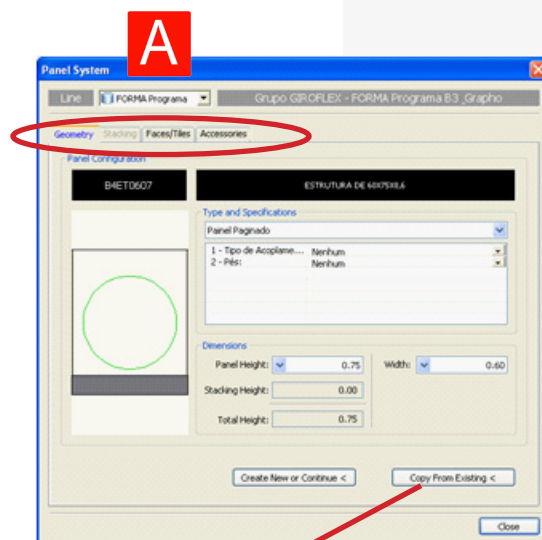 A
Panel System
Line FORMA Programa Grupo GIROFLEX - FORMA Programa B3_Grapho
Geometry Stacking Faces/Tiles Accessories
Panel Configuration
B4ET0607 ESTRUTURA DE 60X75X8,6
Type and Specifications
Painel Paginado
1 - Tipo de Acoplame.... Nenhum
2 - Pés: Nenhum
Dimensions
Panel Height: 0.75 Width: 0.60
Stacking Height: 0.00
Total Height: 0.75
Create New or Continue < Copy From Existing <
Close